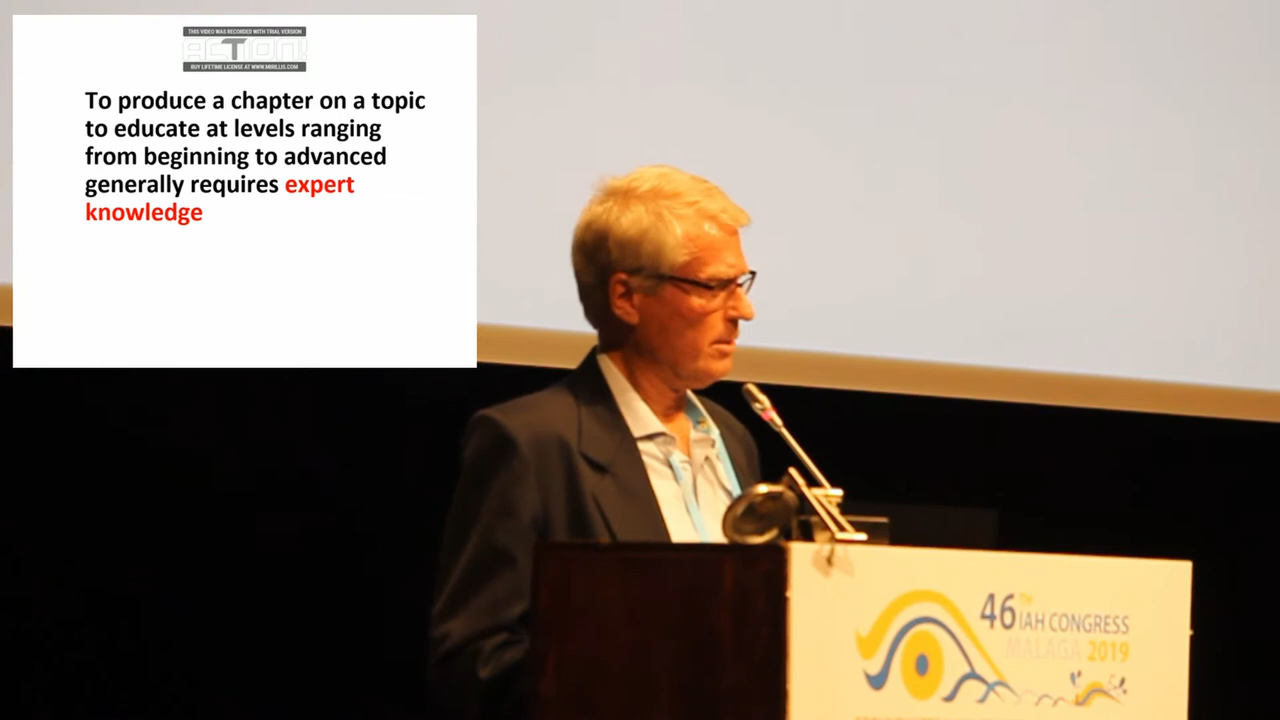 THIS VIDEO WAS RECORDED WITH TRIAL VERSION
ACTION!
BUY LIFETIME LICENSE AT WWW.MIRILLIS.COM
To produce a chapter on a topic
to educate at levels ranging
from beginning to advanced
generally requires expert
knowledge
46TH
IAH CONGRESS
MALAGA 2019